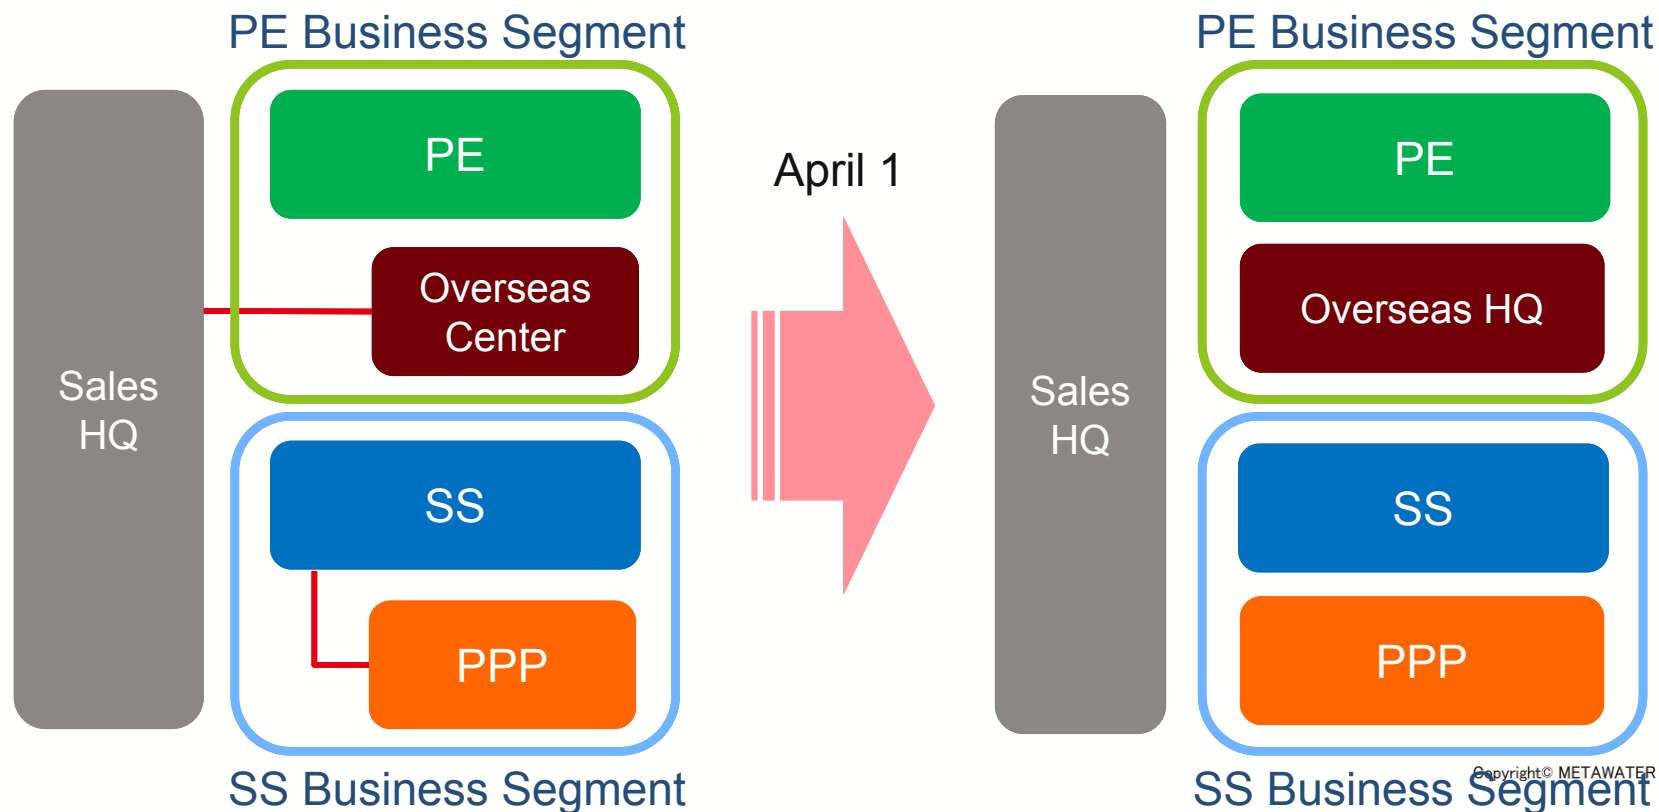 PE Business Segment
PE
Overseas
Center
Sales
HQ
SS
PPP
SS Business Segment
April 1
PE Business Segment
PE
Overseas HQ
Sales
HQ
SS
PPP
Copyright© METAWATER
SS Business Segment